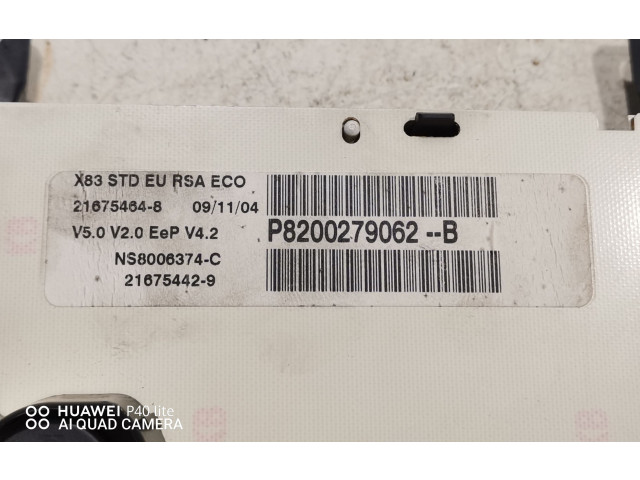 X83 STD EU RSA ECO
21675464-8 09/11/04
V5.0 V2.0 EeP V4.2
P8200279062 --B
NS8006374-C
21675442-9
HUAWEI P40 lite
AI QUAD CAMERA